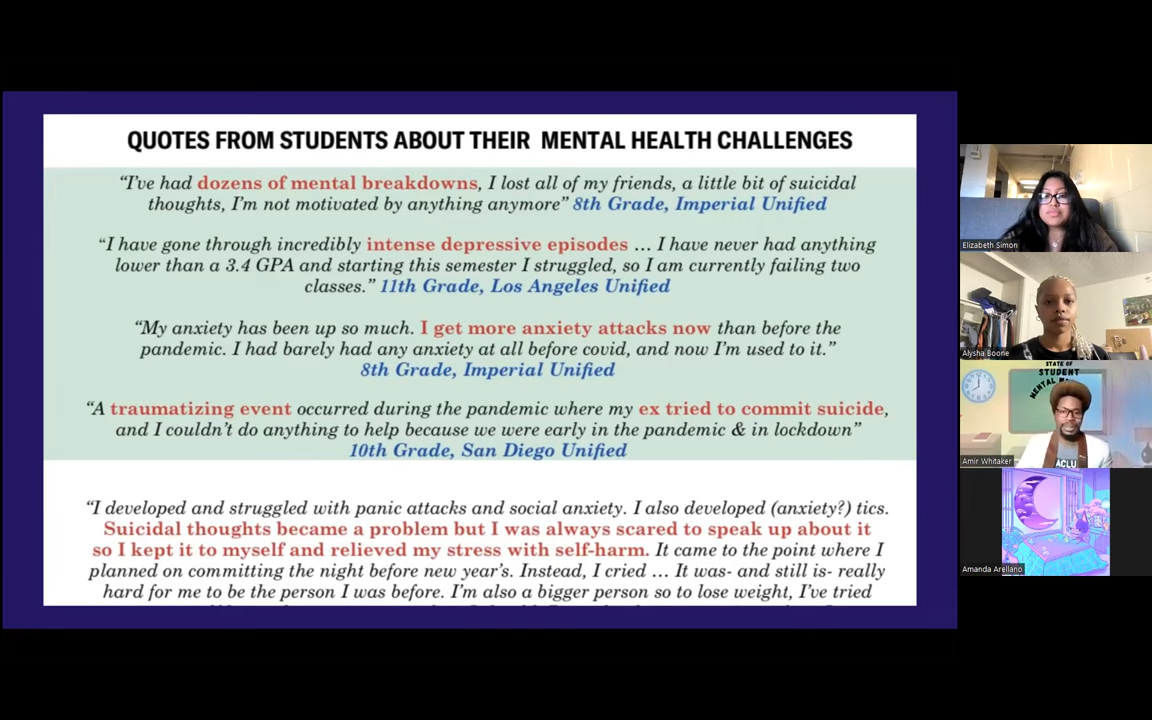 QUOTES FROM STUDENTS ABOUT THEIR MENTAL HEALTH CHALLENGES
“I’ve had dozens of mental breakdowns, I lost all of my friends, a little bit of suicidal
thoughts, I’m not motivated by anything anymore” 8th Grade, Imperial Unified
“I have gone through incredibly intense depressive episodes … I have never had anything
lower than a 3.4 GPA and starting this semester I struggled, so I am currently failing two
classes.” 11th Grade, Los Angeles Unified
“My anxiety has been up so much. I get more anxiety attacks now than before the
pandemic. I had barely had any anxiety at all before covid, and now I’m used to it.”
8th Grade, Imperial Unified
“A traumatizing event occurred during the pandemic where my ex tried to commit suicide,
and I couldn’t do anything to help because we were early in the pandemic & in lockdown”
10th Grade, San Diego Unified
“I developed and struggled with panic attacks and social anxiety. I also developed (anxiety?) tics.
Suicidal thoughts became a problem but I was always scared to speak up about it
so I kept it to myself and relieved my stress with self-harm. It came to the point where I
planned on committing the night before new year’s. Instead, I cried … It was- and still is- really
hard for me to be the person I was before. I’m also a bigger person so to lose weight, I’ve tried
Elizabeth Simon
Alysha Boone
STATE OF
STUDENT
MENTAL
ACLU
Amir Whitaker
Amanda Arellano